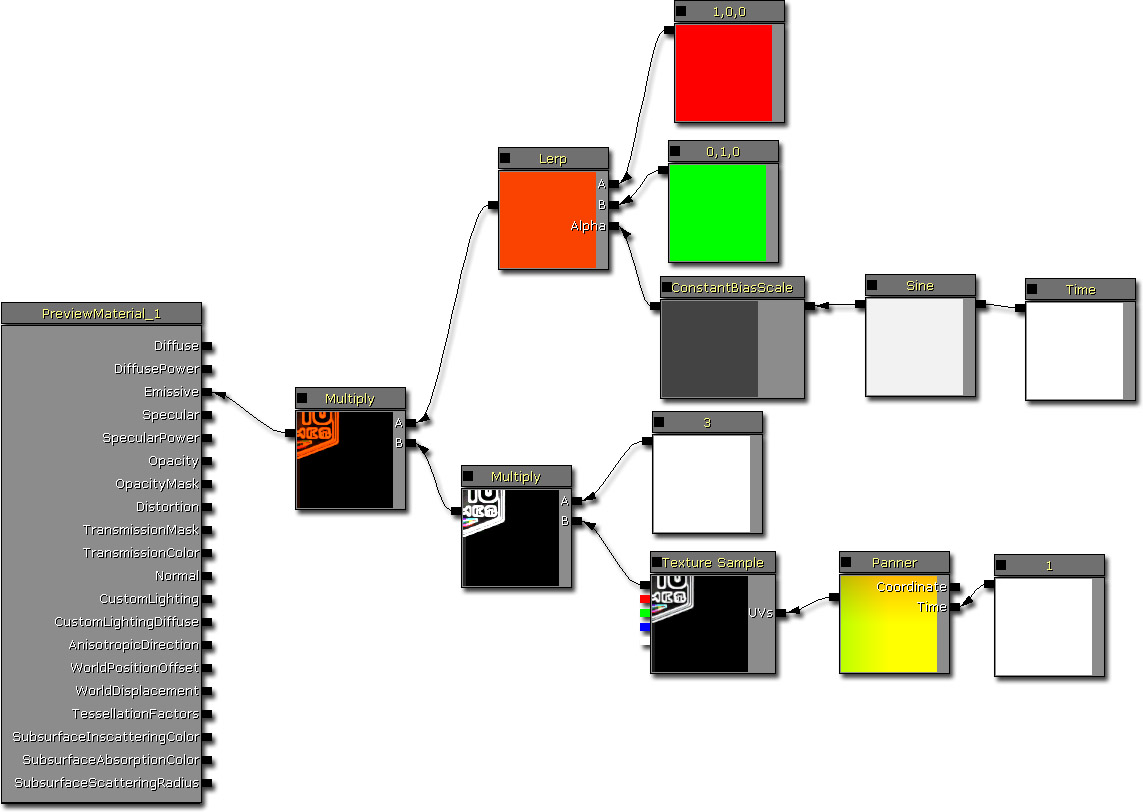 1,0,0
0,1,0
Lerp
A
B
Alpha
ConstantBiasScale
Sine
Time
PreviewMaterial_1
Diffuse
DiffusePower
Emissive
Specular
SpecularPower
Opacity
OpacityMask
Distortion
TransmissionMask
TransmissionColor
Normal
CustomLighting
CustomLightingDiffuse
AnisotropicDirection
WorldPositionOffset
WorldDisplacement
TessellationFactors
SubsurfaceInscatteringColor
SubsurfaceAbsorptionColor
SubsurfaceScatteringRadius
Multiply
A
B
3
Multiply
A
B
Texture Sample
UVs
Panner
Coordinate
Time
1